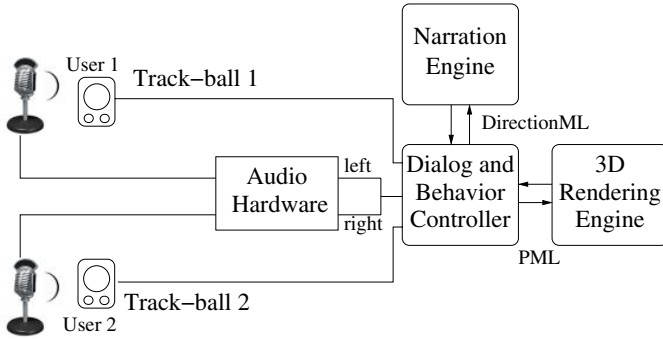 User 1
Track-ball 1
Narration
Engine
DirectionML
Audio
Hardware
left
right
Dialog and
Behavior
Controller
3D
Rendering
Engine
PML
Track-ball 2
User 2